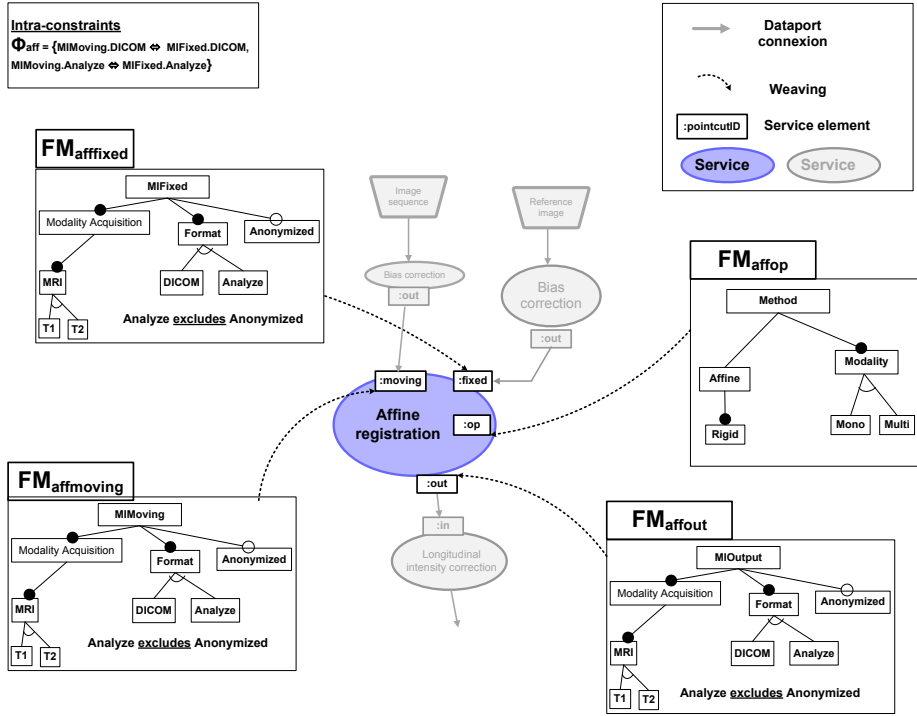 Intra-constraints
Φaff = {MIMoving.DICOM ⇔ MIFixed.DICOM,
MIMoving.Analyze ⇔ MIFixed.Analyze}
Dataport
connexion
Weaving
:pointcutID
Service element
Service
Service
FMafffixed
MIFixed
Modality Acquisition
Format
Anonymized
MRI
DICOM
Analyze
T1
T2
Analyze excludes Anonymized
Image
sequence
Reference
image
Bias correction
:out
Bias
correction
:out
:moving
:fixed
Affine
registration
:op
:out
:in
Longitudinal
intensity correction
FMaffop
Method
Affine
Modality
Rigid
Mono
Multi
FMaffmoving
MIMoving
Modality Acquisition
Format
Anonymized
MRI
DICOM
Analyze
T1
T2
Analyze excludes Anonymized
FMaffout
MIOutput
Modality Acquisition
Format
Anonymized
MRI
DICOM
Analyze
T1
T2
Analyze excludes Anonymized